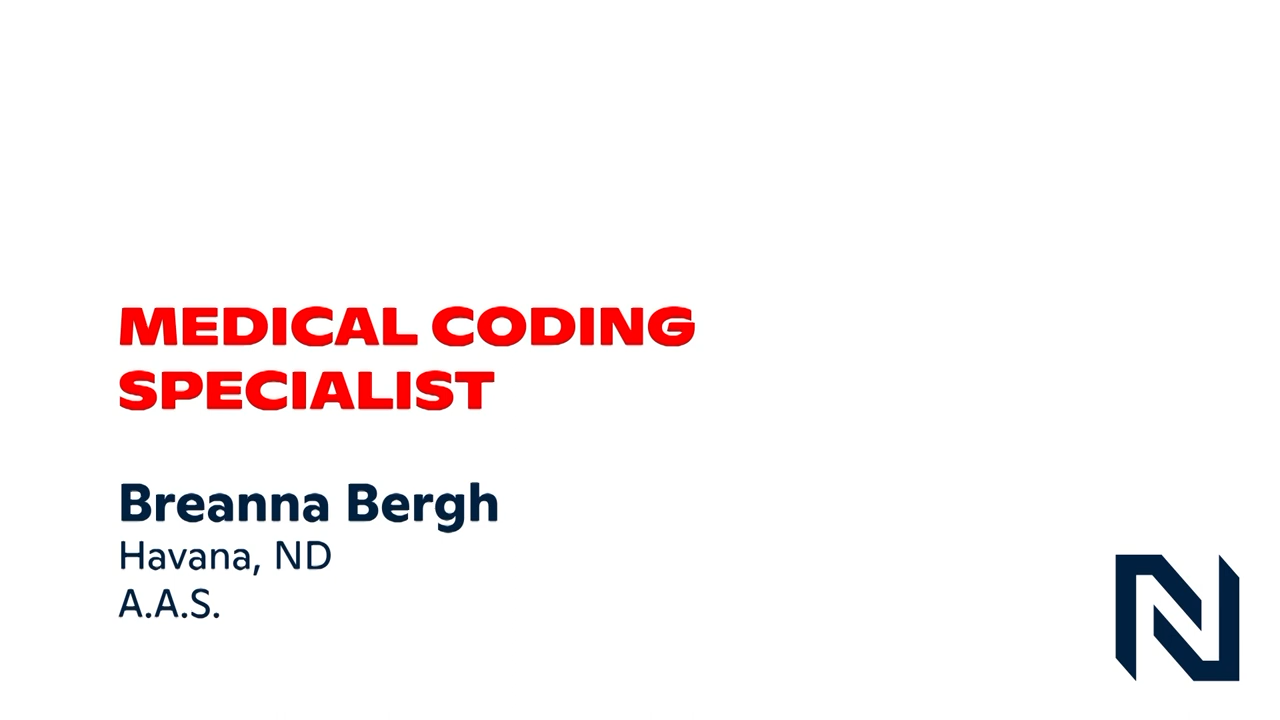 MEDICAL CODING
SPECIALIST
Breanna Bergh
Havana, ND
A.A.S.
N